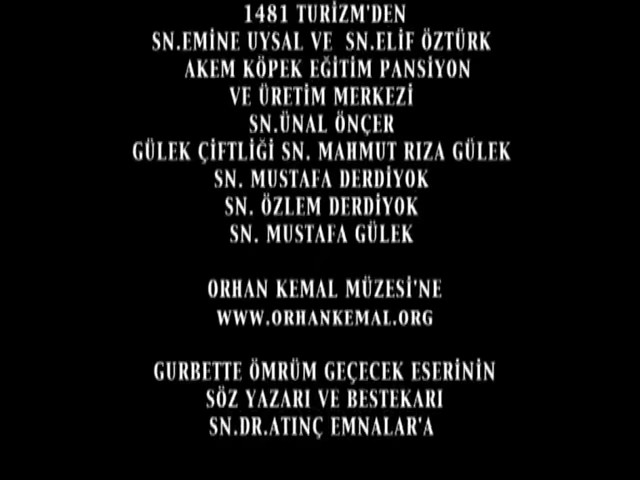 1481 TURİZM'DEN
SN.EMİNE UYSAL VE SN.ELİF ÖZTÜRK
AKEM KÖPEK EĞİTİM PANSİYON
VE ÜRETİM MERKEZİ
SN.ÜNAL ÖNÇER
GÜLEK ÇİFTLİĞİ SN. MAHMUT RIZA GÜLEK
SN. MUSTAFA DERDİYOK
SN. ÖZLEM DERDİYOK
SN. MUSTAFA GÜLEK
ORHAN KEMAL MÜZESİ'NE
WWW.ORHANKEMAL.ORG
GURBETTE ÖMRÜM GEÇECEK ESERİNİN
SÖZ YAZARI VE BESTEKARI
SN.DR.ATINÇ EMNALAR'A